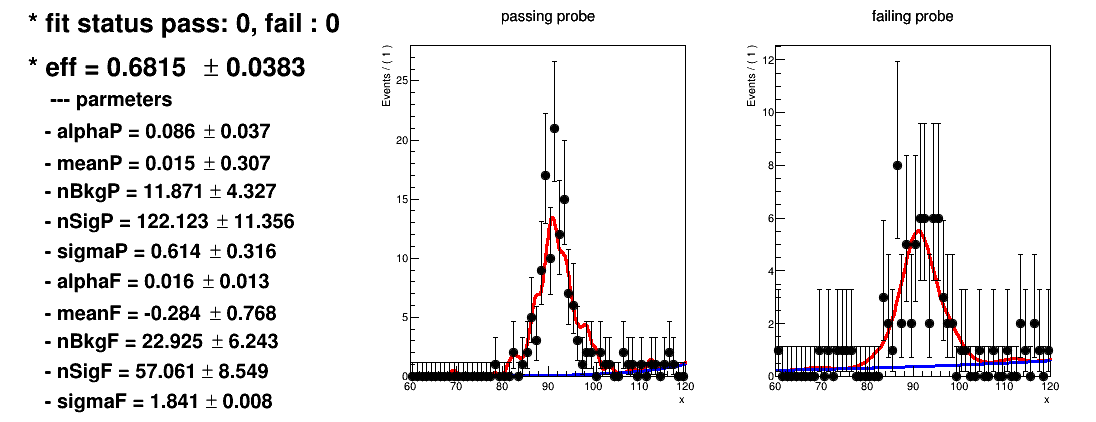 * fit status pass: 0, fail : 0
* eff = 0.6815 ± 0.0383
--- parmeters
- alphaP = 0.086 ± 0.037
- meanP = 0.015 ± 0.307
- nBkgP = 11.871 ± 4.327
- nSigP = 122.123 ± 11.356
- sigmaP = 0.614 ± 0.316
- alphaF = 0.016 ± 0.013
- meanF = -0.284 ± 0.768
- nBkgF = 22.925 ± 6.243
- nSigF = 57.061 ± 8.549
- sigmaF = 1.841 ± 0.008
passing probe
Events / ( 1 )
25
20
15
10
5
0
60 70 80 90 100 110 120
x
failing probe
Events / ( 1 )
12
10
8
6
4
2
0
60 70 80 90 100 110 120
x